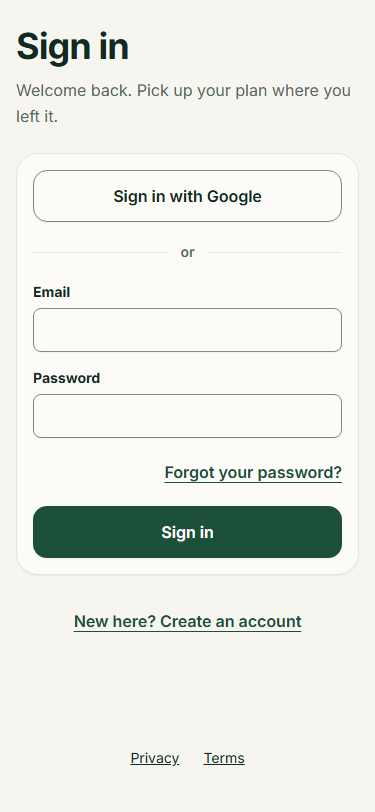 Sign in
Welcome back. Pick up your plan where you
left it.
Sign in with Google
or
Email
Password
Forgot your password?
Sign in
New here? Create an account
Privacy Terms